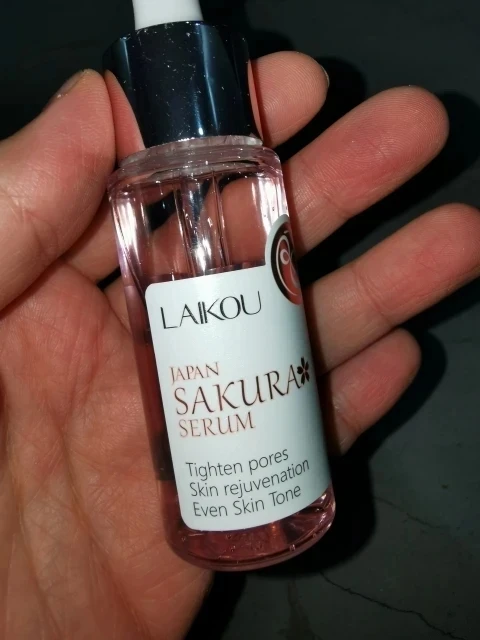 LAIKOU
JAPAN
SAKURA
SERUM
Tighten pores
Skin rejuvenation
Even Skin Tone